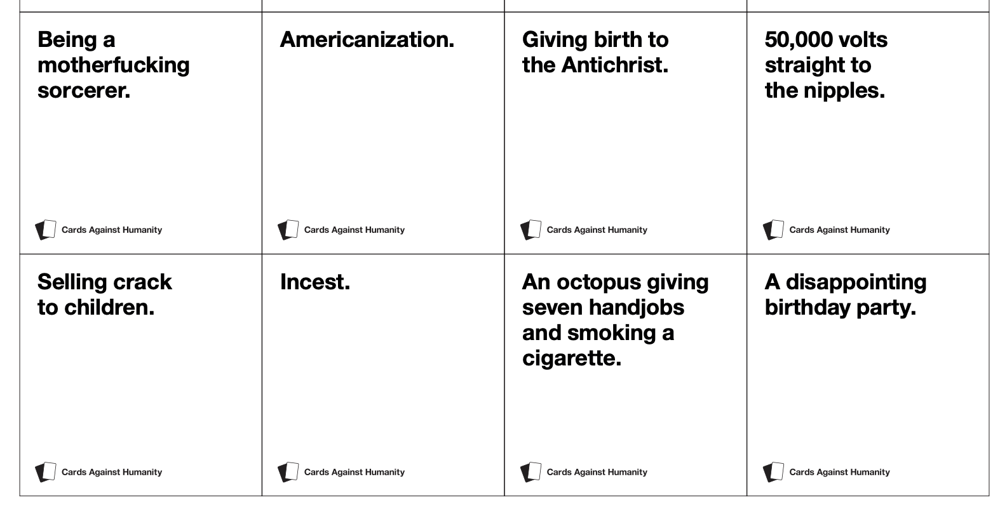 Being a
motherfucking
sorcerer.
Cards Against Humanity
Americanization.
Cards Against Humanity
Giving birth to
the Antichrist.
Cards Against Humanity
50,000 volts
straight to
the nipples.
Cards Against Humanity
Selling crack
to children.
Cards Against Humanity
Incest.
Cards Against Humanity
An octopus giving
seven handjobs
and smoking a
cigarette.
Cards Against Humanity
A disappointing
birthday party.
Cards Against Humanity